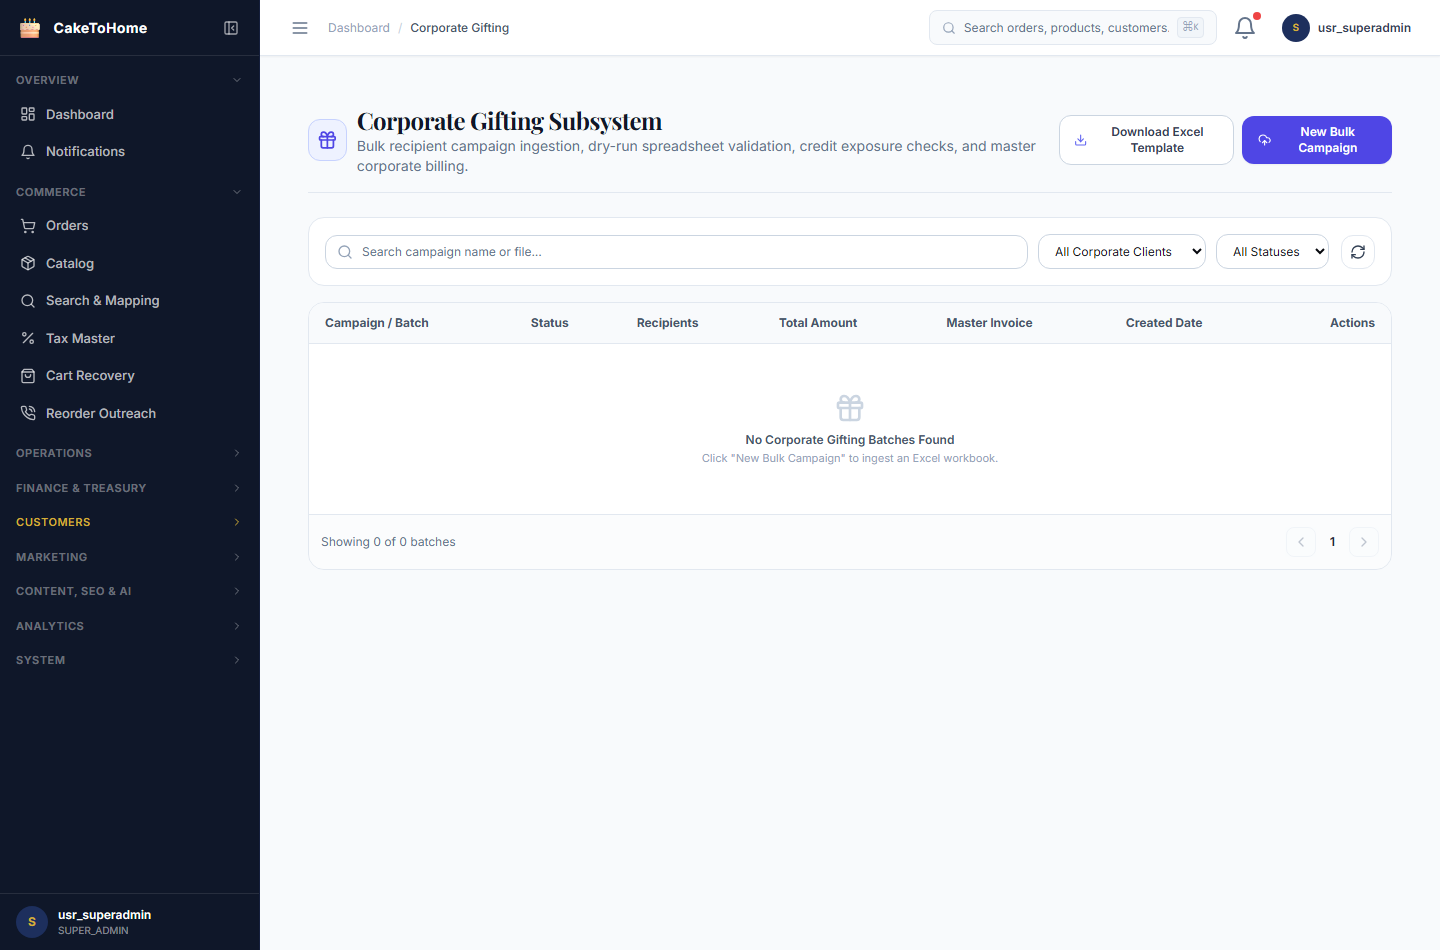 CakeToHome
Dashboard / Corporate Gifting
Search orders, products, customers.
⌘K
S
usr_superadmin
OVERVIEW
Dashboard
Notifications
COMMERCE
Orders
Catalog
Search & Mapping
Tax Master
Cart Recovery
Reorder Outreach
OPERATIONS
FINANCE & TREASURY
CUSTOMERS
MARKETING
CONTENT, SEO & AI
ANALYTICS
SYSTEM
S
usr_superadmin
SUPER_ADMIN
Corporate Gifting Subsystem
Bulk recipient campaign ingestion, dry-run spreadsheet validation, credit exposure checks, and master
corporate billing.
Download Excel
Template
New Bulk
Campaign
Search campaign name or file...
All Corporate Clients
All Statuses
Campaign / Batch Status Recipients Total Amount Master Invoice Created Date Actions
No Corporate Gifting Batches Found
Click "New Bulk Campaign" to ingest an Excel workbook.
Showing 0 of 0 batches
1